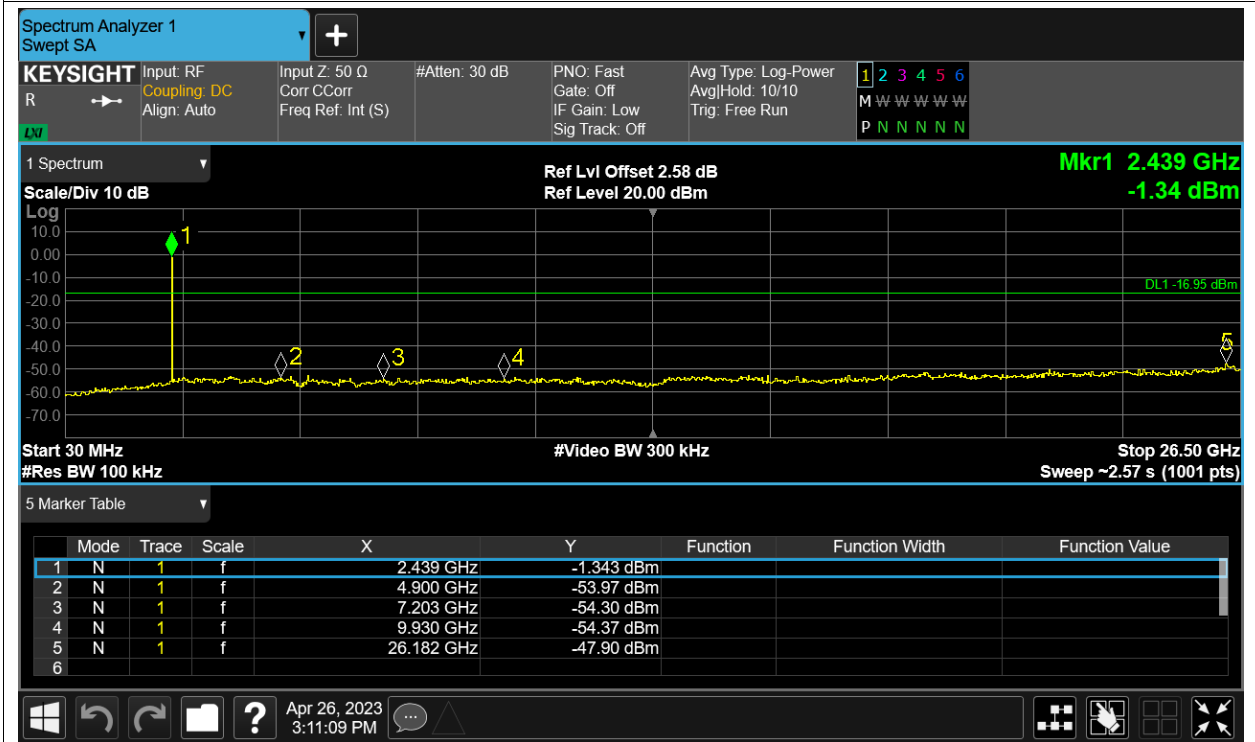 Spectrum Analyzer 1
Swept SA
KEYSIGHT
R
LXI
Input: RF
Coupling: DC
Align: Auto
Input Z: 50 Ω
Corr CCorr
Freq Ref: Int (S)
#Atten: 30 dB
PNO: Fast
Gate: Off
IF Gain: Low
Sig Track: Off
Avg Type: Log-Power
Avg|Hold: 10/10
Trig: Free Run
1 2 3 4 5 6
M W W W W W
P N N N N N
1 Spectrum
Scale/Div 10 dB
Ref Lvl Offset 2.58 dB
Ref Level 20.00 dBm
Mkr1 2.439 GHz
-1.34 dBm
Log
10.0
0.00
-10.0
-20.0
-30.0
-40.0
-50.0
-60.0
-70.0
1
2
3
4
5
DL1 -16.95 dBm
Start 30 MHz
#Res BW 100 kHz
#Video BW 300 kHz
Stop 26.50 GHz
Sweep ~2.57 s (1001 pts)
5 Marker Table
Mode Trace Scale X Y Function Function Width Function Value
1 N 1 f 2.439 GHz -1.343 dBm
2 N 1 f 4.900 GHz -53.97 dBm
3 N 1 f 7.203 GHz -54.30 dBm
4 N 1 f 9.930 GHz -54.37 dBm
5 N 1 f 26.182 GHz -47.90 dBm
6
?
Apr 26, 2023
3:11:09 PM